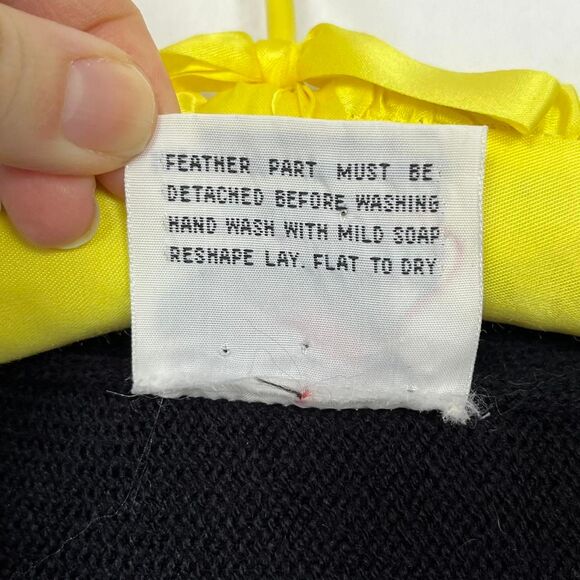 FEATHER PART MUST BE
DETACHED BEFORE WASHING
HAND WASH WITH MILD SOAP
RESHAPE LAY. FLAT TO DRY